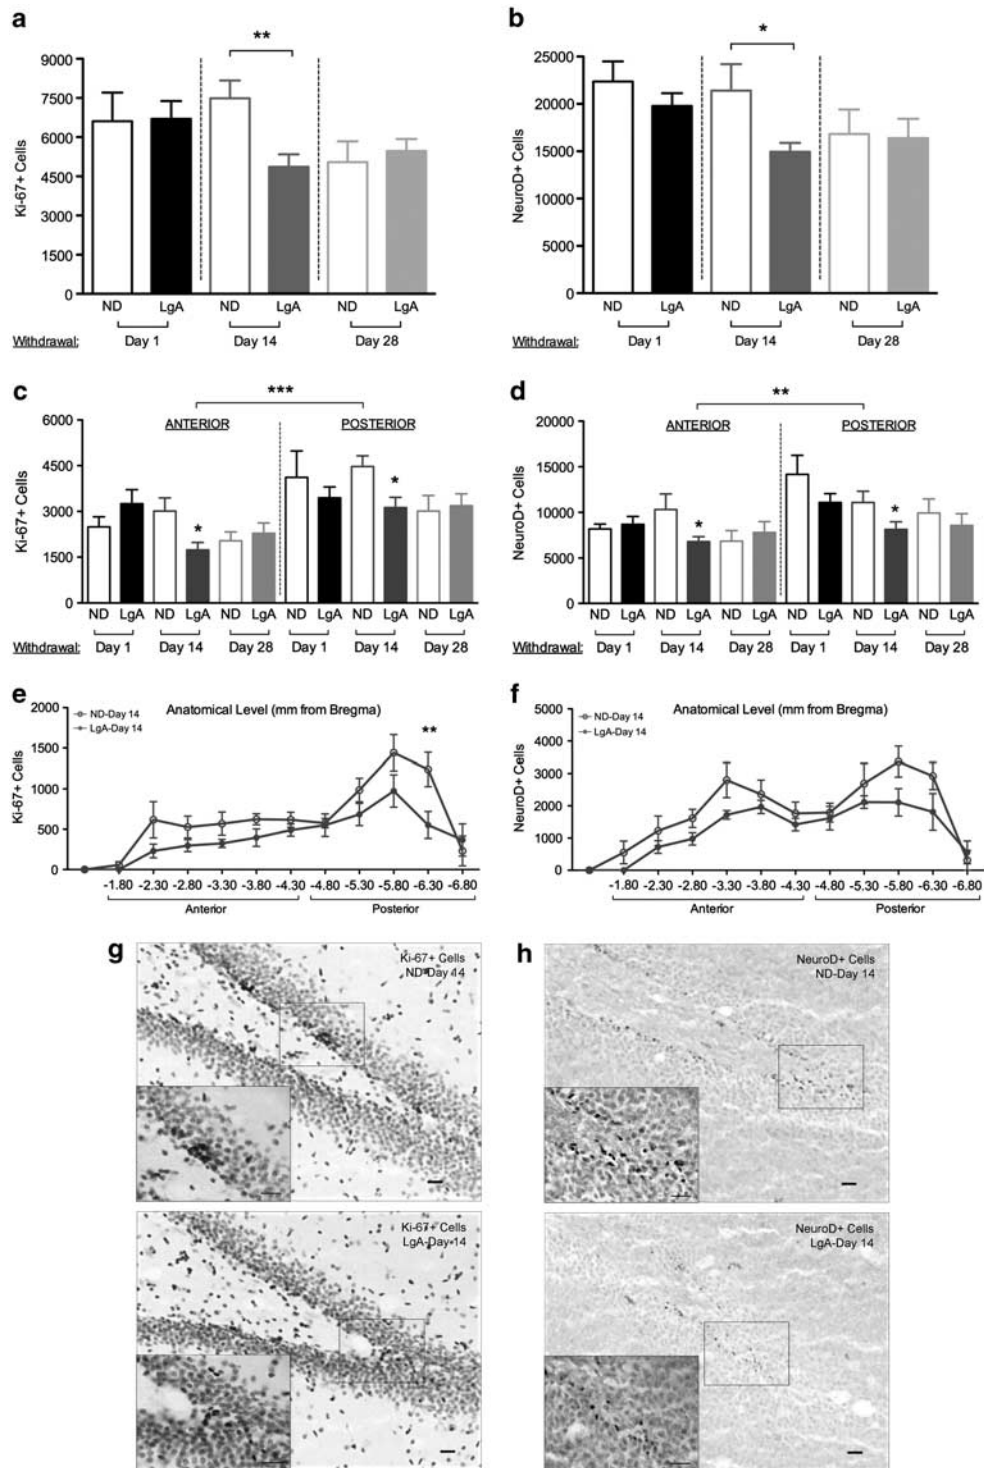 a
**
9000
7500
6000
4500
3000
1500
0
Ki-67+ Cells
ND LgA ND LgA ND LgA
Withdrawal: Day 1 Day 14 Day 28
b
*
25000
20000
15000
10000
5000
0
NeuroD+ Cells
ND LgA ND LgA ND LgA
Withdrawal: Day 1 Day 14 Day 28
c
***
ANTERIOR POSTERIOR
6000
4500
3000
1500
0
Ki-67+ Cells
* *
ND LgA ND LgA ND LgA ND LgA ND LgA ND LgA
Withdrawal: Day 1 Day 14 Day 28 Day 1 Day 14 Day 28
d
**
ANTERIOR POSTERIOR
20000
15000
10000
5000
0
NeuroD+ Cells
* *
ND LgA ND LgA ND LgA ND LgA ND LgA ND LgA
Withdrawal: Day 1 Day 14 Day 28 Day 1 Day 14 Day 28
e
Anatomical Level (mm from Bregma)
ND-Day 14
LgA-Day 14
**
2000
1500
1000
500
0
Ki-67+ Cells
-1.80 -2.30 -2.80 -3.30 -3.80 -4.30 -4.80 -5.30 -5.80 -6.30 -6.80
Anterior Posterior
f
Anatomical Level (mm from Bregma)
ND-Day 14
LgA-Day 14
5000
4000
3000
2000
1000
0
NeuroD+ Cells
-1.80 -2.30 -2.80 -3.30 -3.80 -4.30 -4.80 -5.30 -5.80 -6.30 -6.80
Anterior Posterior
g
Ki-67+ Cells
ND-Day 14
Ki-67+ Cells
LgA-Day 14
h
NeuroD+ Cells
ND-Day 14
NeuroD+ Cells
LgA-Day 14